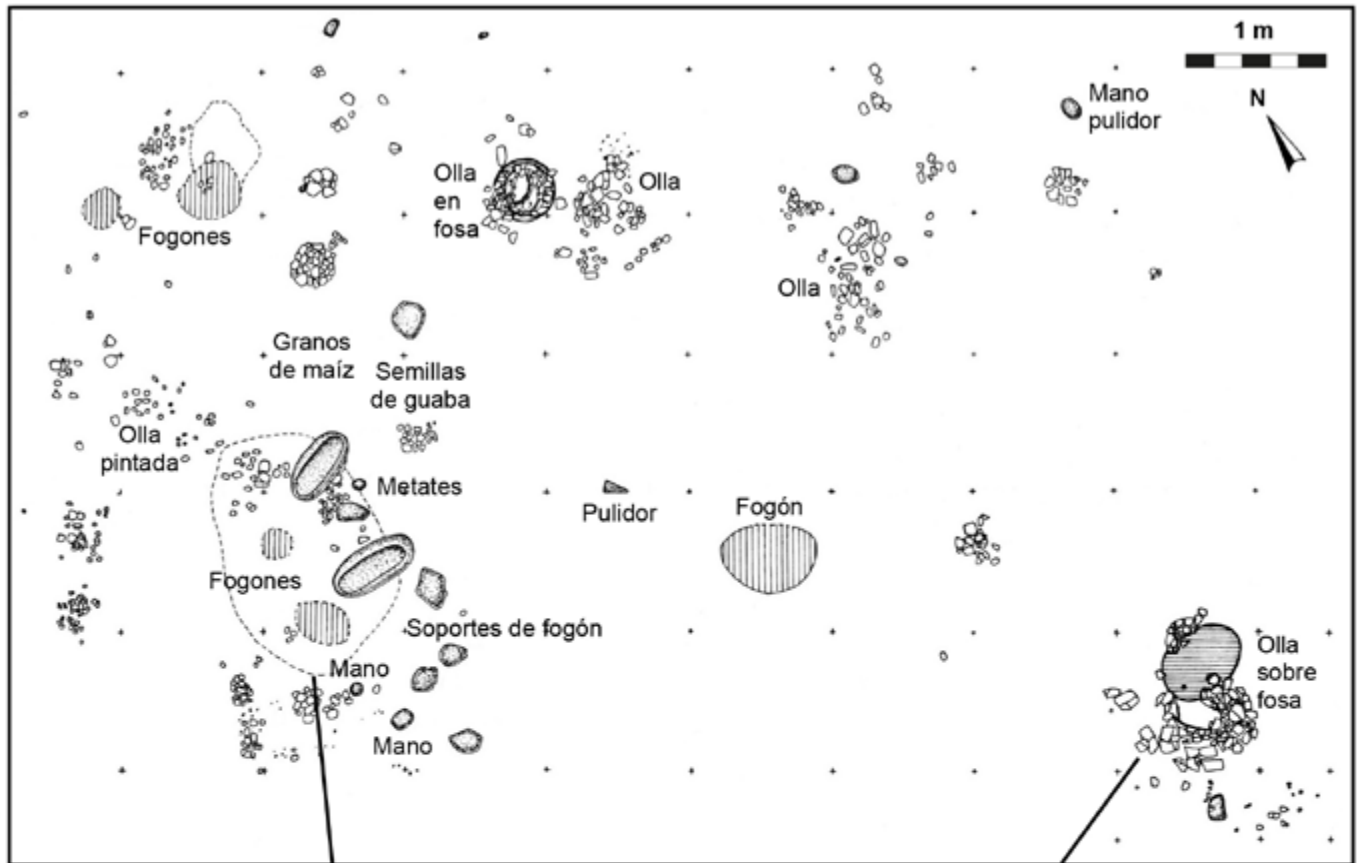 1 m
N
Mano
pulidor
Olla
en
fosa
Olla
Fogones
Olla
Granos
de maíz
Semillas
de guaba
Olla
pintada
Metates
Pulidor
Fogón
Fogones
Soportes de fogón
Mano
Mano
Olla
sobre
fosa